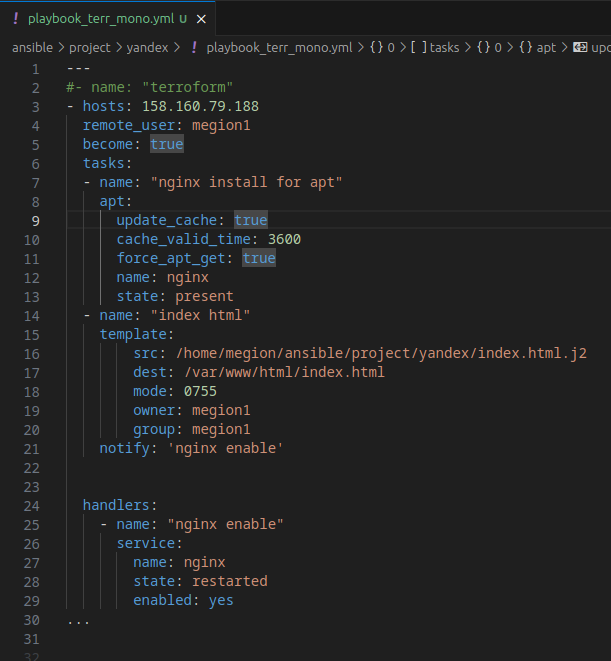 ! playbook_terr_mono.yml U ×
ansible > project > yandex > ! playbook_terr_mono.yml > {} 0 > [ ] tasks > {} 0 > {} apt > upd
1 ---
2 #- name: "terroform"
3 - hosts: 158.160.79.188
4   remote_user: megion1
5   become: true
6   tasks:
7   - name: "nginx install for apt"
8     apt:
9       update_cache: true
10       cache_valid_time: 3600
11       force_apt_get: true
12       name: nginx
13       state: present
14   - name: "index html"
15     template:
16         src: /home/megion/ansible/project/yandex/index.html.j2
17         dest: /var/www/html/index.html
18         mode: 0755
19         owner: megion1
20         group: megion1
21     notify: 'nginx enable'
22
23
24   handlers:
25     - name: "nginx enable"
26       service:
27         name: nginx
28         state: restarted
29         enabled: yes
30 ...
31
32